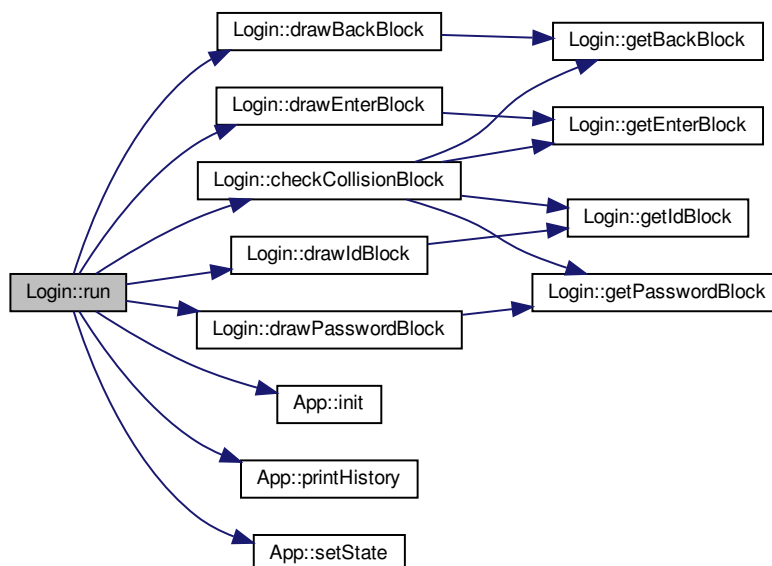 Login::drawBackBlock
Login::getBackBlock
Login::drawEnterBlock
Login::getEnterBlock
Login::checkCollisionBlock
Login::getIdBlock
Login::drawIdBlock
Login::run
Login::getPasswordBlock
Login::drawPasswordBlock
App::init
App::printHistory
App::setState